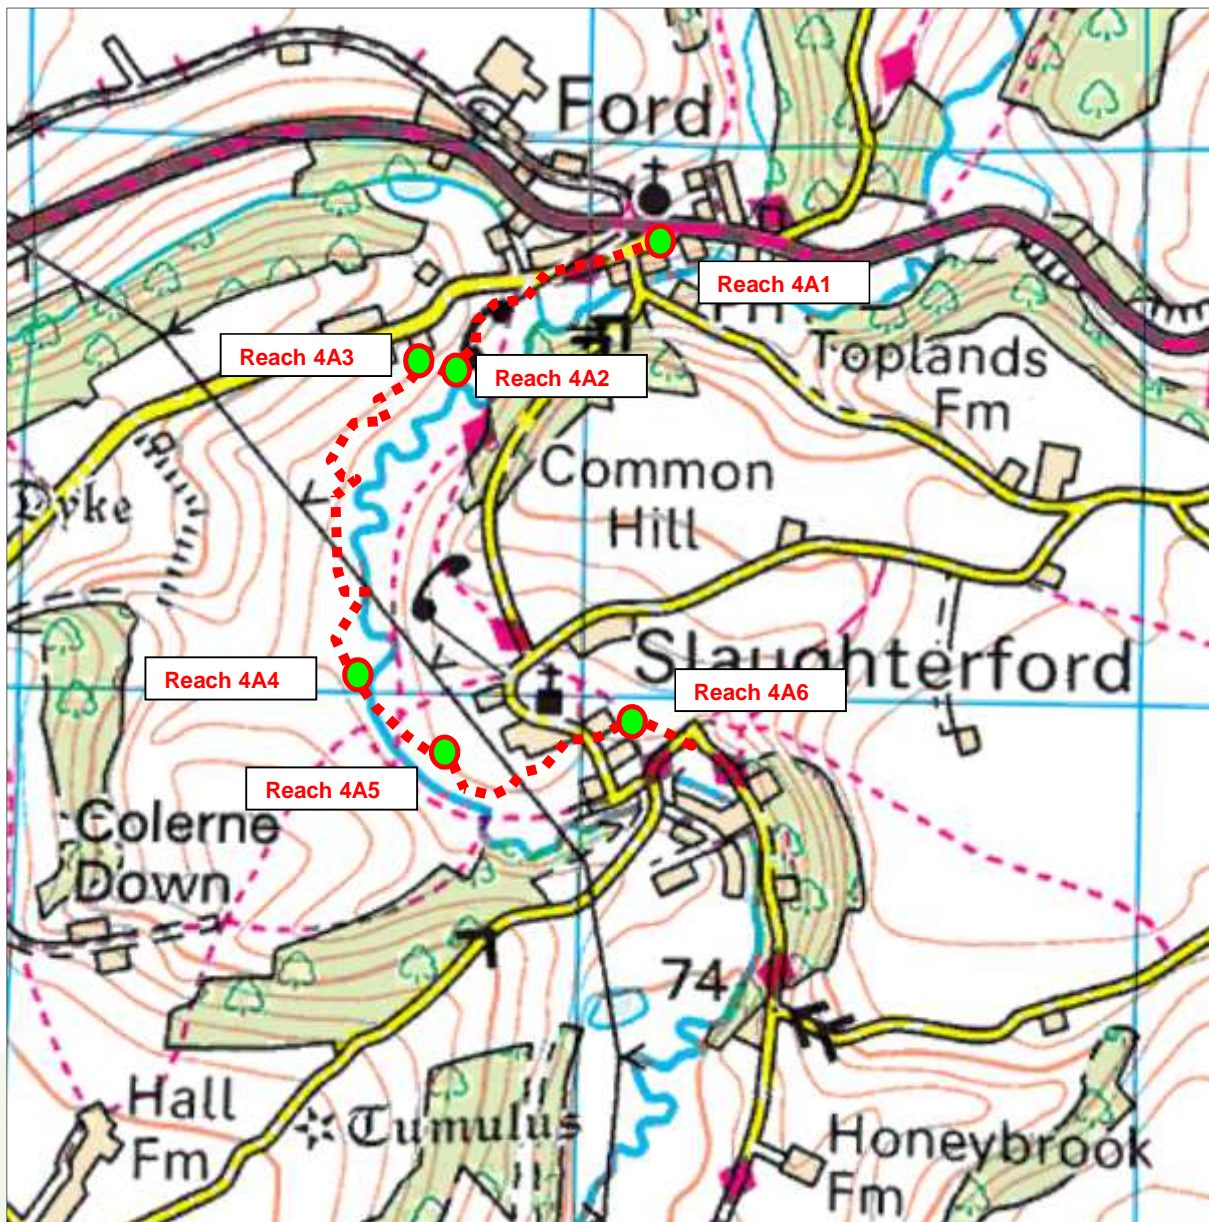 Ford
Reach 4A1
Reach 4A3
Reach 4A2
Toplands
Fm
Common
Hill
Dyke
Slaughterford
Reach 4A4
Reach 4A6
Reach 4A5
Colerne
Down
74
Hall
Fm
Tumulus
Honeybrook
Fm